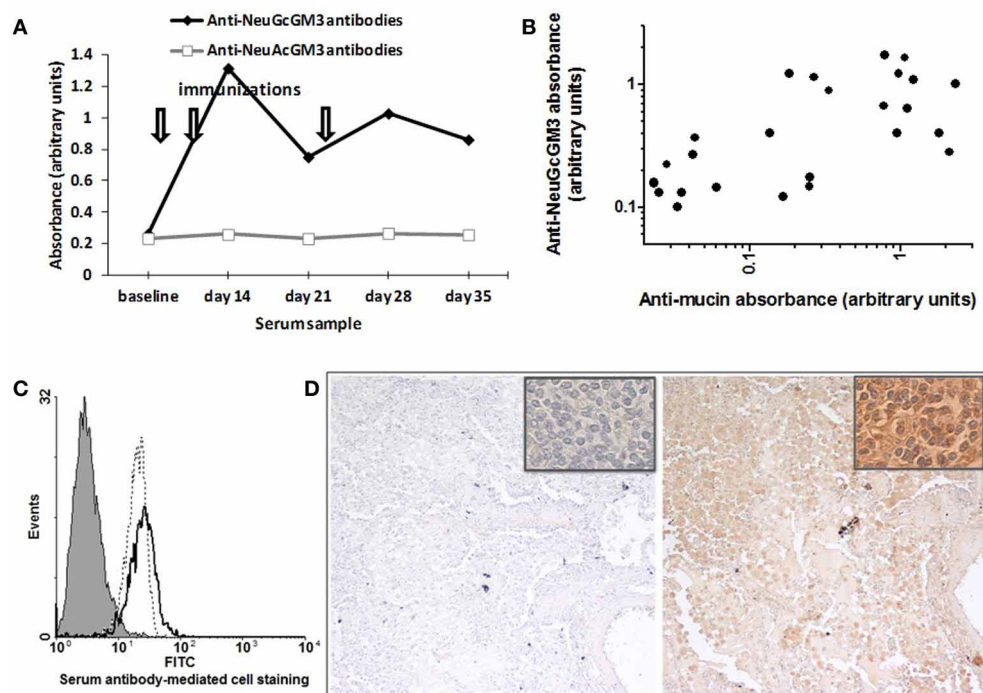 A
Anti-NeuGcGM3 antibodies
Anti-NeuAcGM3 antibodies
Absorbance (arbitrary units)
1.4
1.2
1
0.8
0.6
0.4
0.2
0
immunizations
baseline day 14 day 21 day 28 day 35
Serum sample
B
Anti-NeuGcGM3 absorbance
(arbitrary units)
1
0.1
0.1 1
Anti-mucin absorbance (arbitrary units)
C
32
Events
0
10^0 10^1 10^2 10^3 10^4
FITC
Serum antibody-mediated cell staining
D